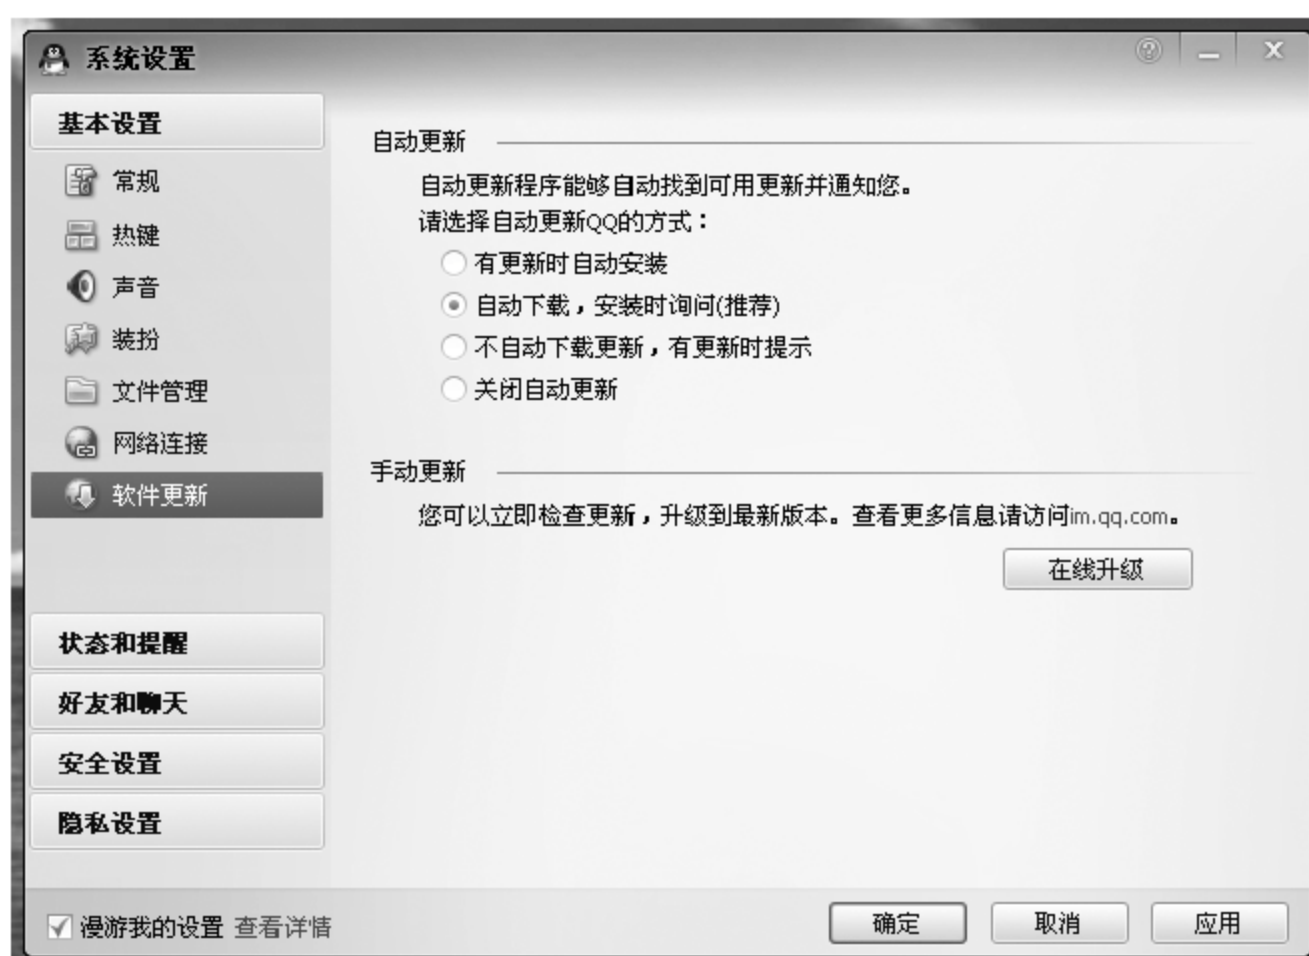 系统设置
基本设置
常规
热键
声音
装扮
文件管理
网络连接
软件更新
状态和提醒
好友和聊天
安全设置
隐私设置
自动更新
自动更新程序能够自动找到可用更新并通知您。
请选择自动更新QQ的方式：
有更新时自动安装
自动下载，安装时询问(推荐)
不自动下载更新，有更新时提示
关闭自动更新
手动更新
您可以立即检查更新，升级到最新版本。查看更多信息请访问im.qq.com。
在线升级
漫游我的设置 查看详情
确定 取消 应用